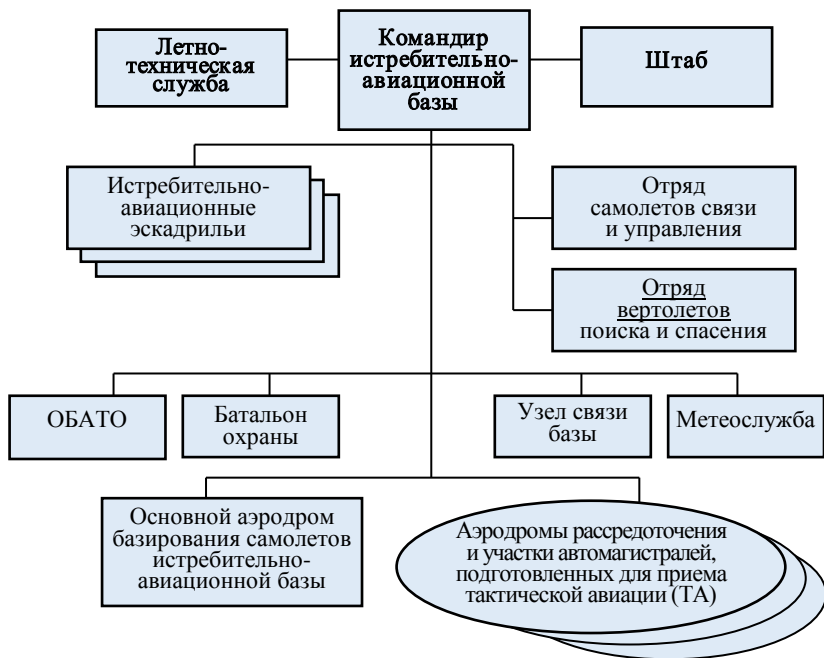 Летно-
техническая
служба
Командир
истребительно-
авиационной
базы
Штаб
Истребительно-
авиационные
эскадрильи
Отряд
самолетов связи
и управления
Отряд
вертолетов
поиска и спасения
ОБАТО
Батальон
охраны
Узел связи
базы
Метеослужба
Основной аэродром
базирования самолетов
истребительно-
авиационной базы
Аэродромы рассредоточения
и участки автомагистралей,
подготовленных для приема
тактической авиации (ТА)